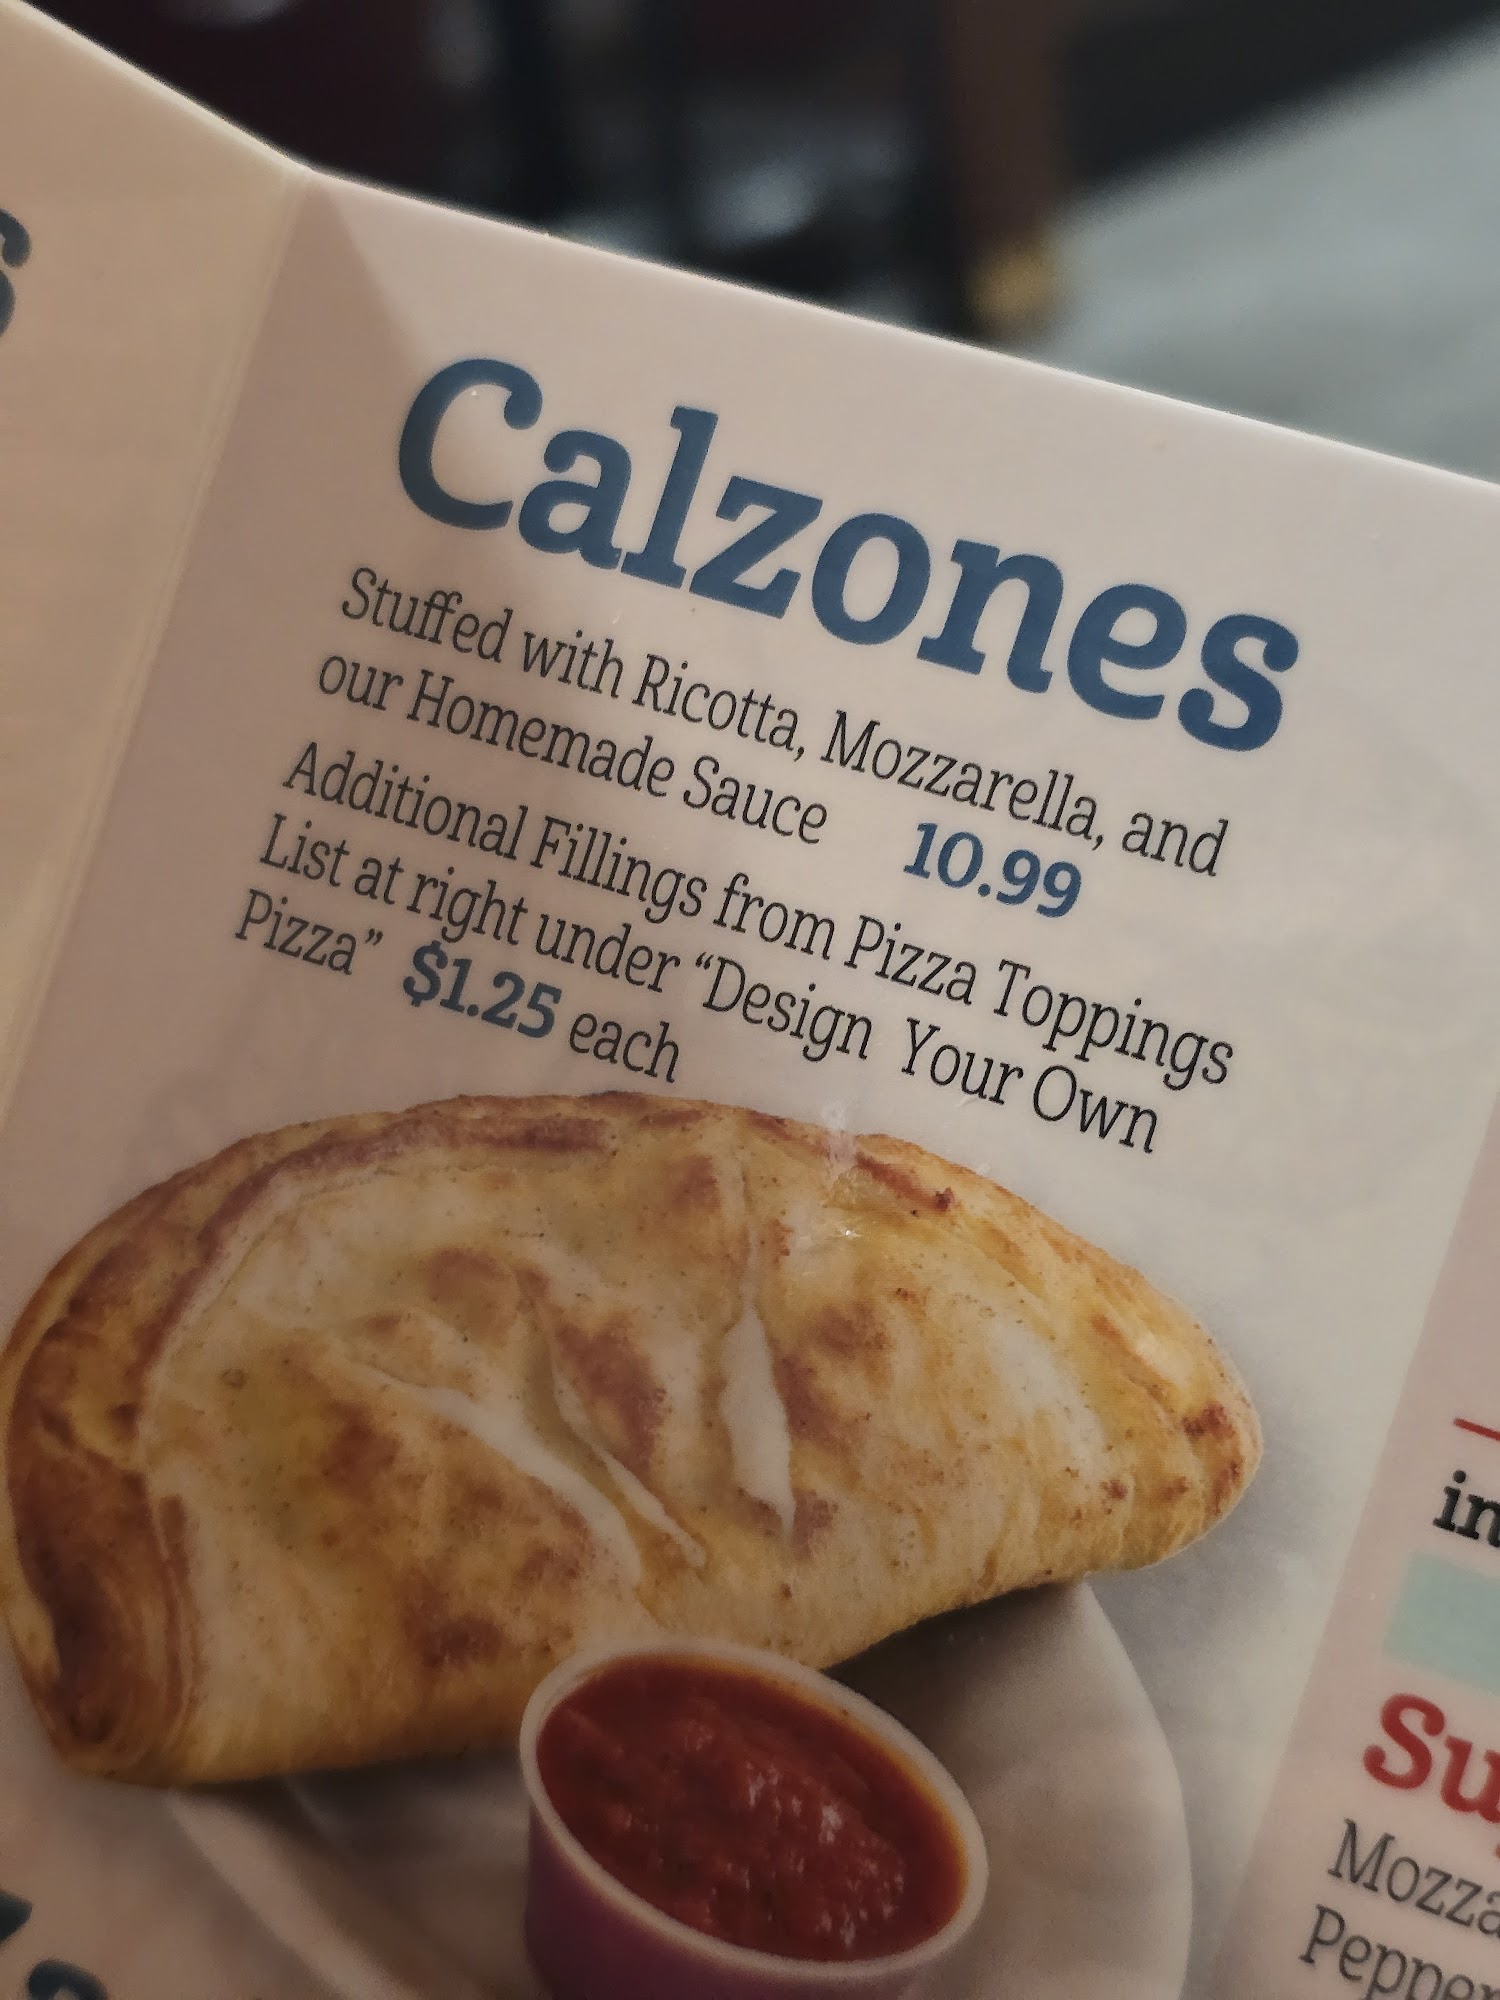 Calzones
Stuffed with Ricotta, Mozzarella, and
our Homemade Sauce 10.99
Additional Fillings from Pizza Toppings
List at right under “Design Your Own
Pizza” $1.25 each